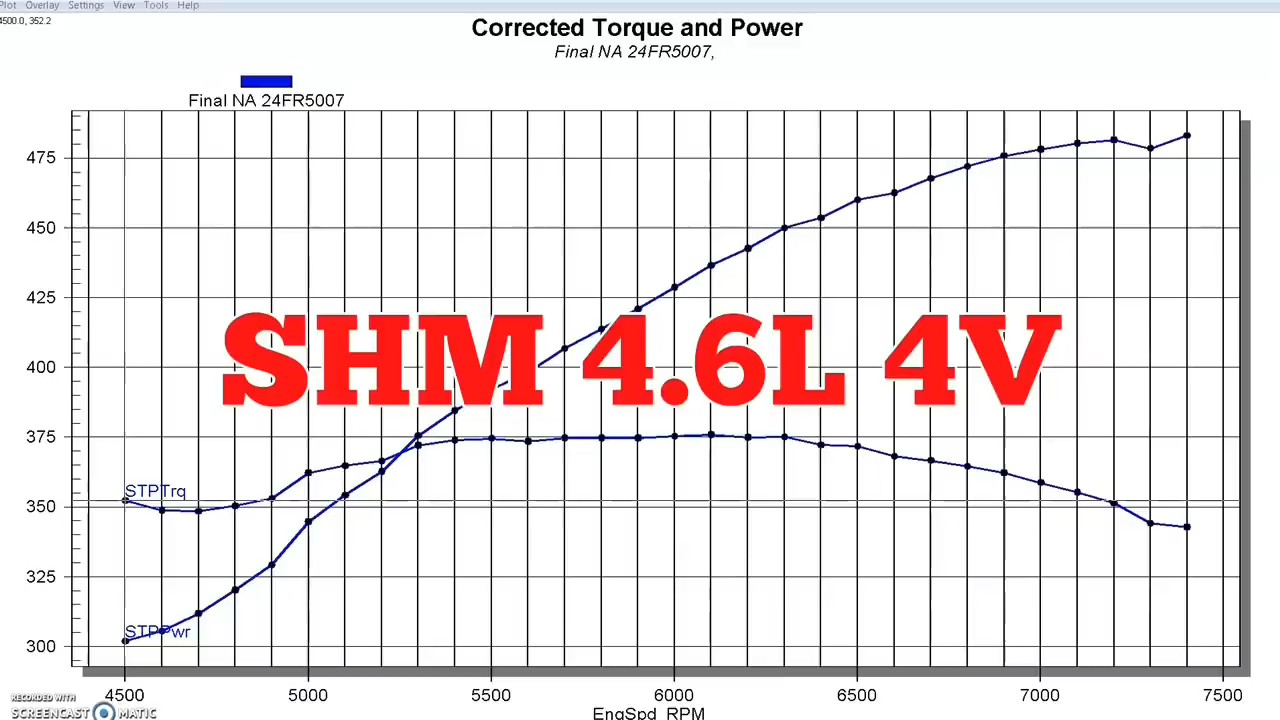 Plot Overlay Settings View Tools Help
4500.0, 352.2
Corrected Torque and Power
Final NA 24FR5007,
Final NA 24FR5007
475
450
425
400
375
350
325
300
SHM 4.6L 4V
STPTrq
STPPwr
4500 5000 5500 6000 6500 7000 7500
EngSpd RPM
RECORDED WITH
SCREENCAST MATIC